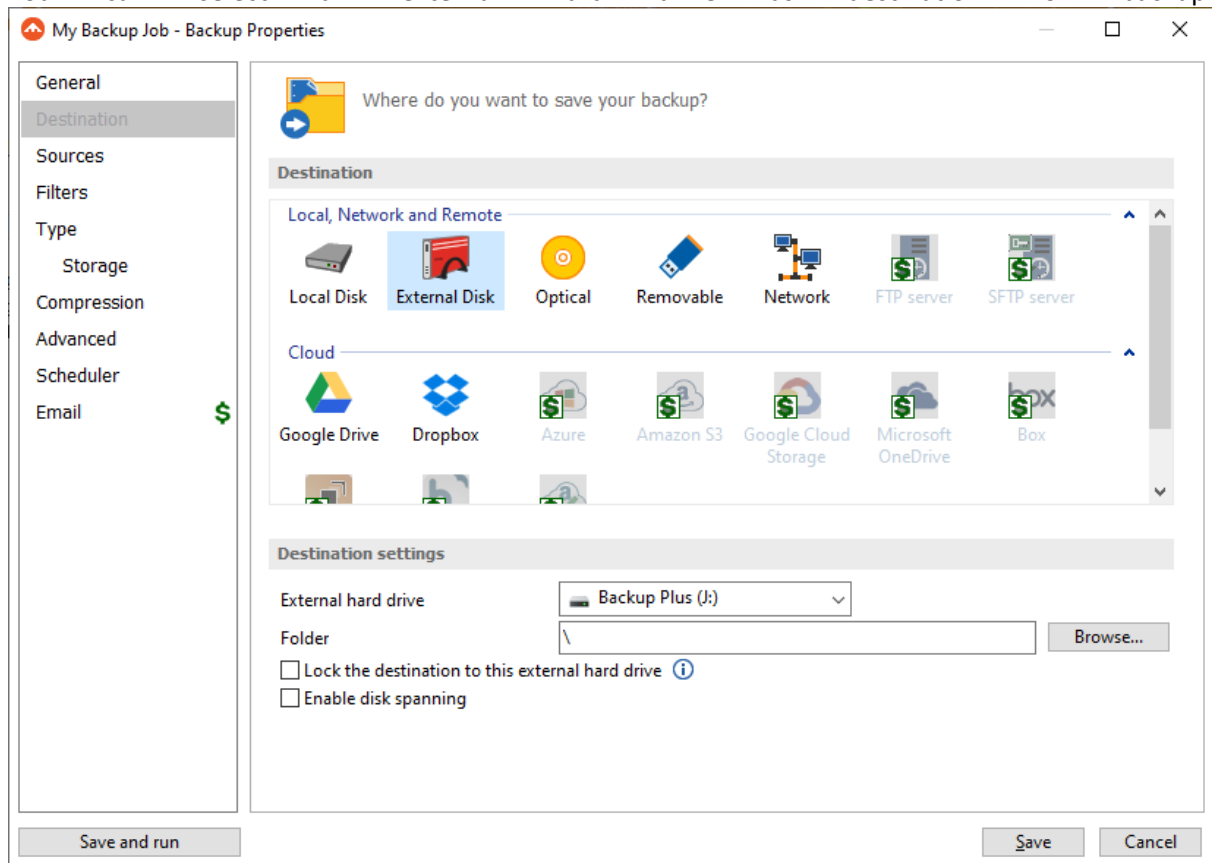 My Backup Job - Backup Properties
General
Destination
Sources
Filters
Type
Storage
Compression
Advanced
Scheduler
Email $
Where do you want to save your backup?
Destination
Local, Network and Remote
Local Disk External Disk Optical Removable Network FTP server SFTP server
Cloud
Google Drive Dropbox Azure Amazon S3 Google Cloud Storage Microsoft OneDrive Box
Destination settings
External hard drive Backup Plus (J:)
Folder \ Browse...
Lock the destination to this external hard drive
Enable disk spanning
Save and run Save Cancel